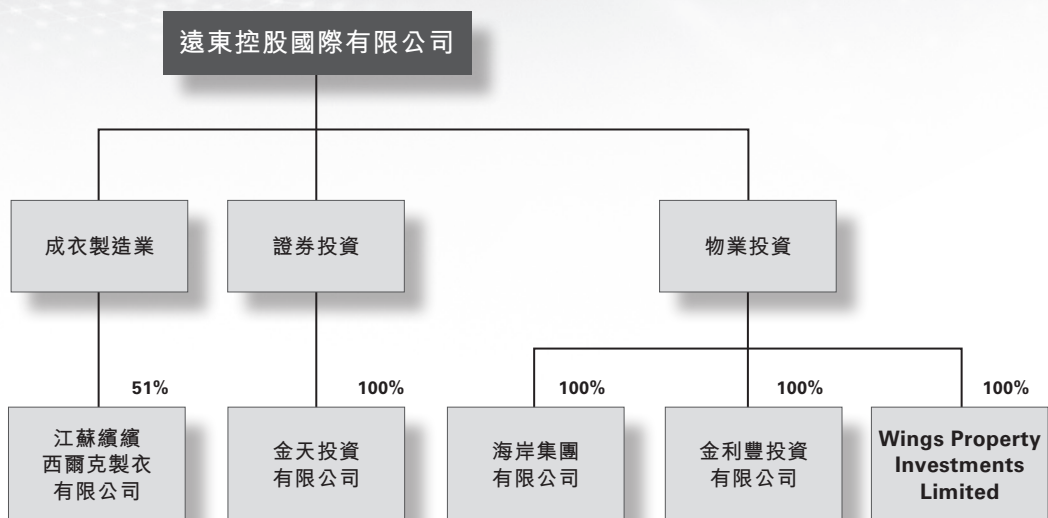 遠東控股國際有限公司
成衣製造業
證券投資
物業投資
51%
100%
100%
100%
100%
江蘇繽繽
西爾克製衣
有限公司
金天投資
有限公司
海岸集團
有限公司
金利豐投資
有限公司
Wings Property
Investments
Limited